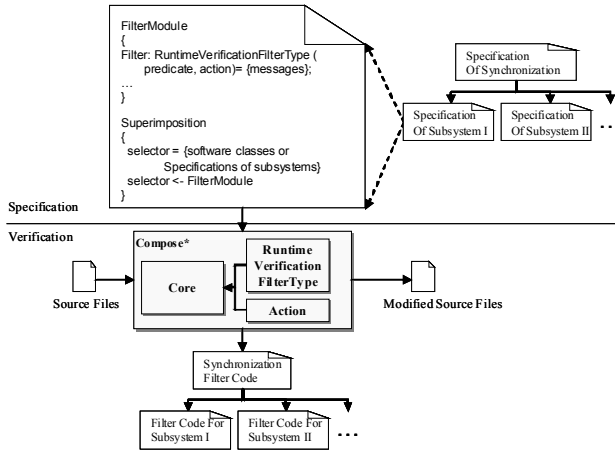 FilterModule
{
Filter: RuntimeVerificationFilterType (
predicate, action)= {messages};
...
}
Superimposition
{
selector = {software classes or
Specifications of subsystems}
selector <- FilterModule
}
Specification
Of Synchronization
Specification
Of Subsystem I
Specification
Of Subsystem II
...
Specification
Verification
Compose*
Core
Runtime
Verification
FilterType
Action
Source Files
Modified Source Files
Synchronization
Filter Code
Filter Code For
Subsystem I
Filter Code For
Subsystem II
...